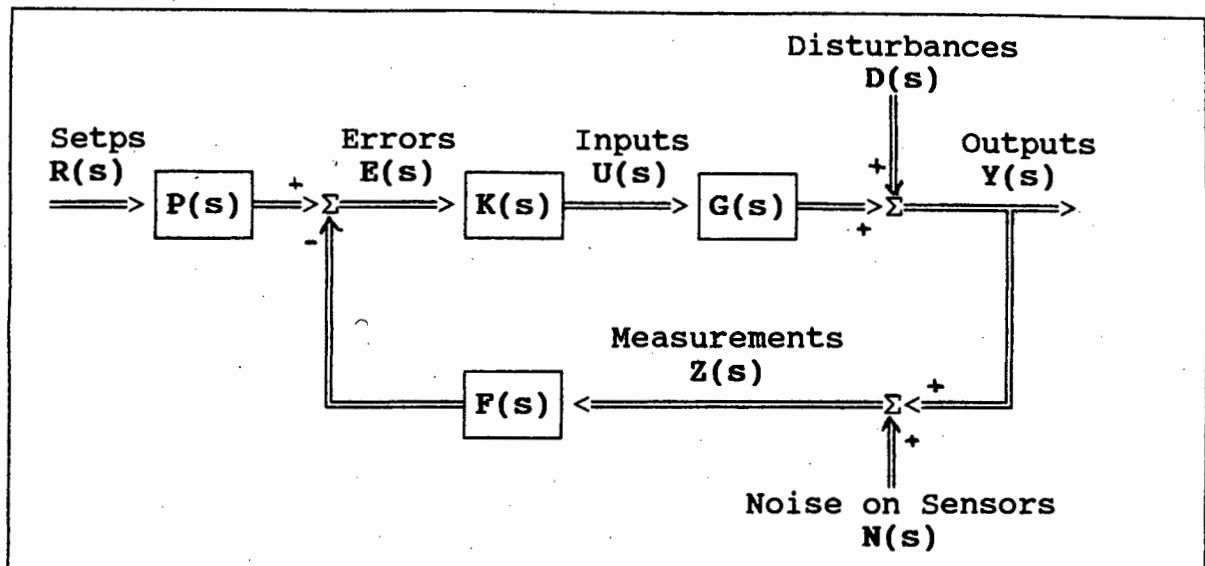 Disturbances
D(s)
Setps
R(s)
Errors
E(s)
Inputs
U(s)
Outputs
Y(s)
+
P(s)
+
Σ
-
K(s)
G(s)
+
Σ
Measurements
Z(s)
F(s)
+
Σ
+
Noise on Sensors
N(s)